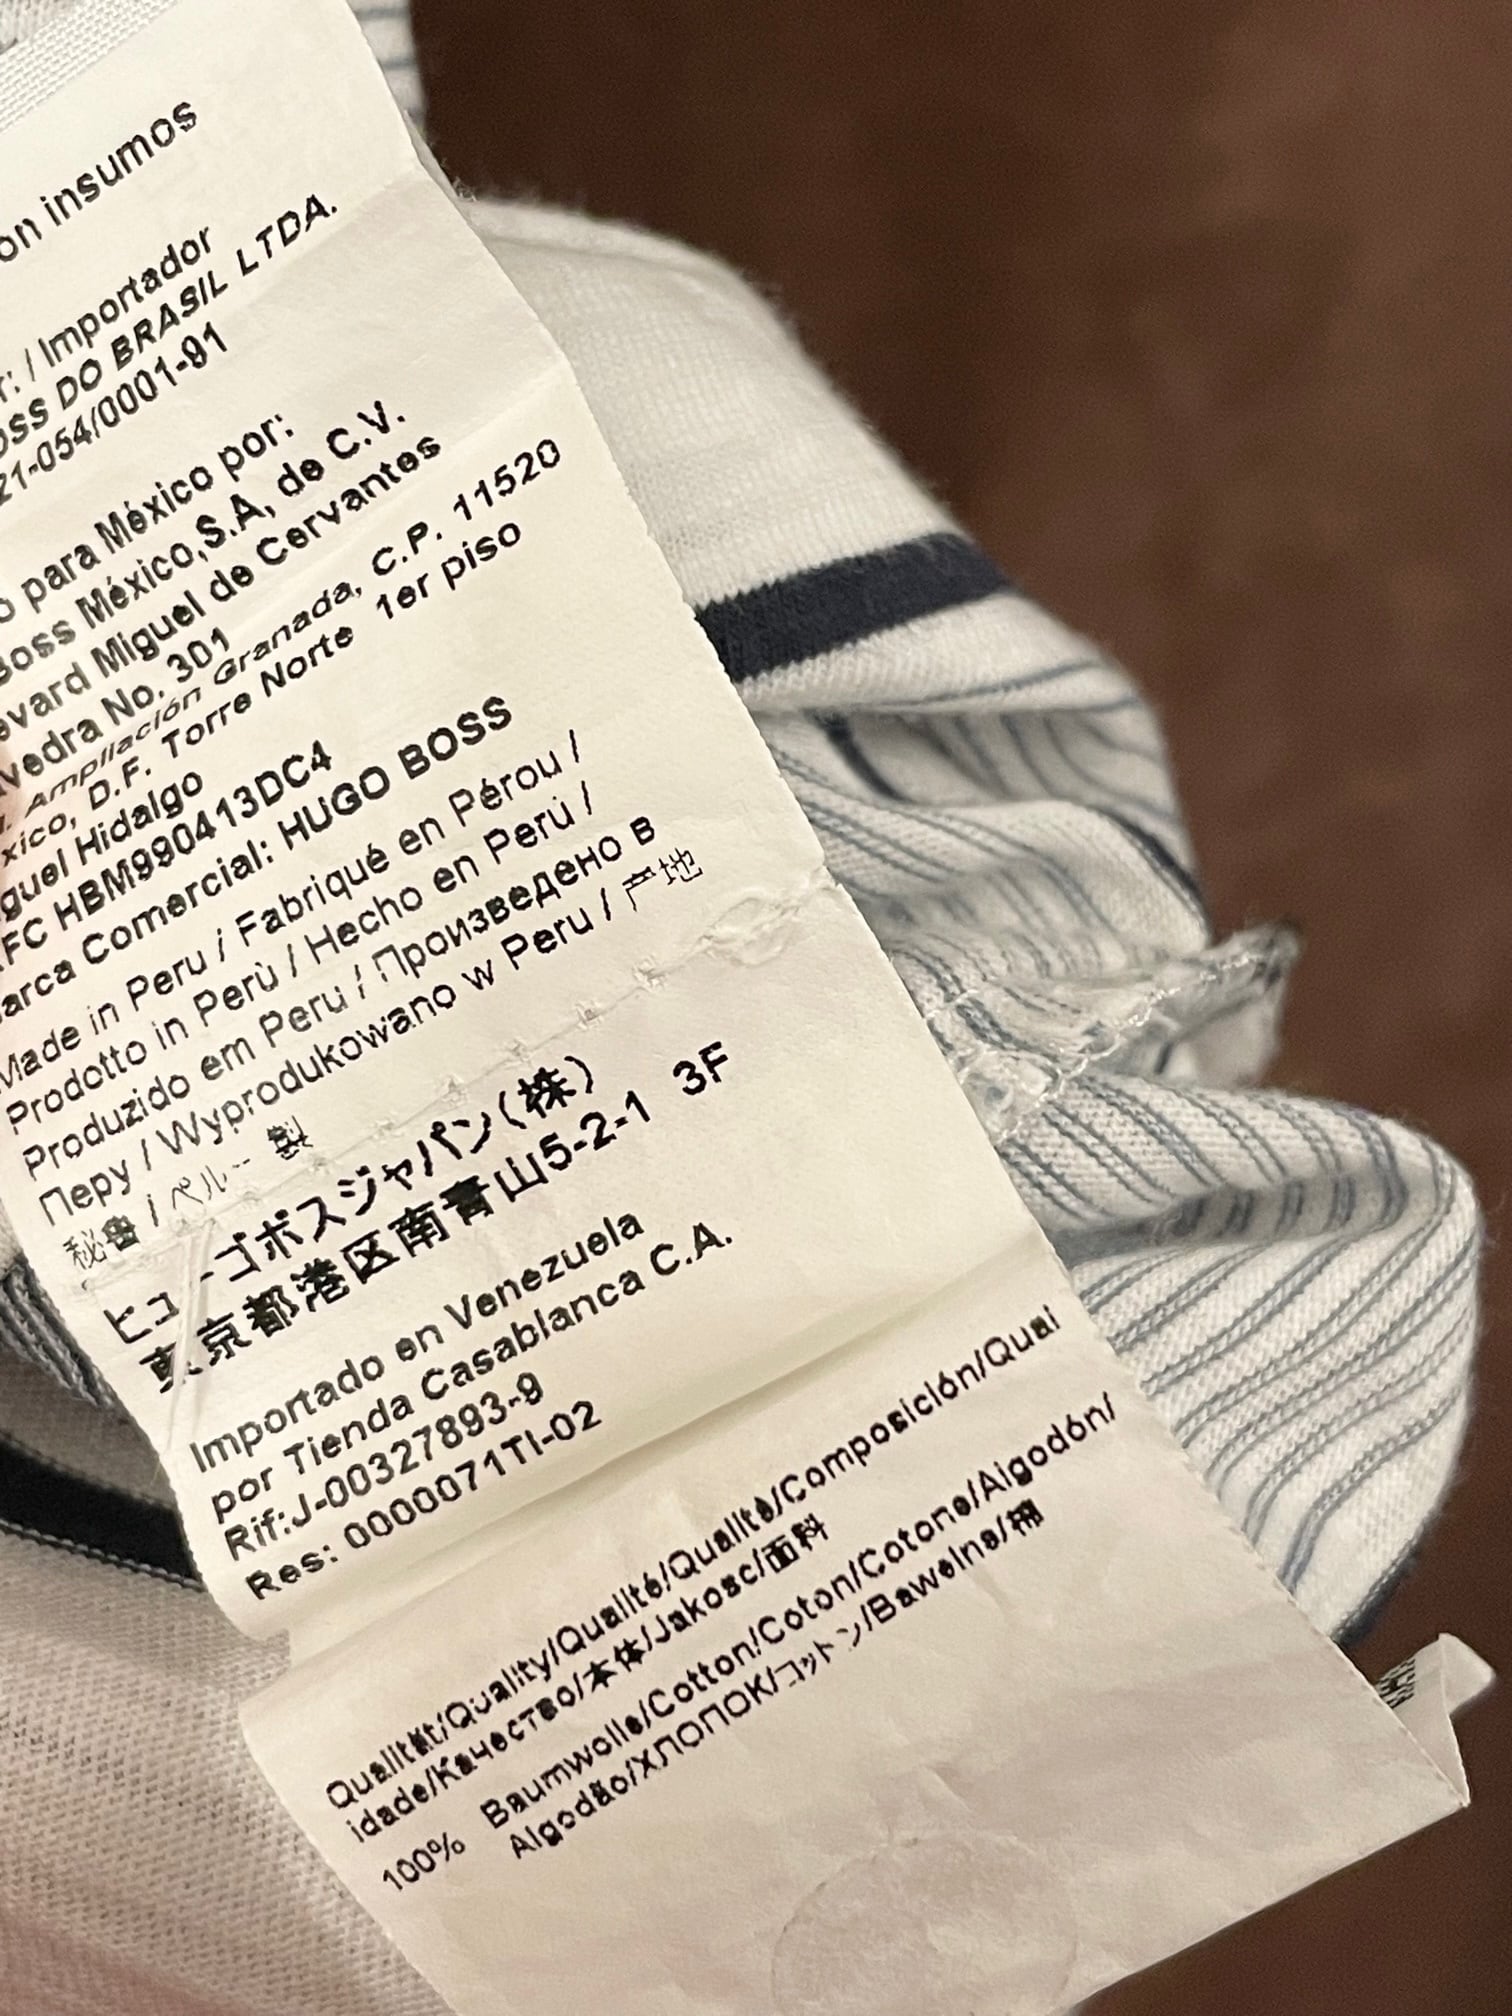 on insumos
r: / Importador
OSS DO BRASIL LTDA.
21-054/0001-91
o para México por:
Boss México,S.A, de C.V.
evard Miguel de Cervantes
vedra No. 301
. Ampliación Granada, C.P. 11520
xico, D.F. Torre Norte 1er piso
guel Hidalgo
FC HBM990413DC4
arca Comercial: HUGO BOSS
Made in Peru / Fabriqué en Pérou /
Prodotto in Perù / Hecho en Perú /
Produzido em Peru / Произведено в
Перу / Wyprodukowano w Peru / 产地
秘鲁 / ペルー 製
ヒューゴボスジャパン(株)
東京都港区南青山5-2-1 3F
Importado en Venezuela
por Tienda Casablanca C.A.
Rif:J-00327893-9
Res: 0000071TI-02
Qualität/Quality/Qualité/Qualité/Composición/Qual
idade/Качество/本体/Jakosc/面料
100% Baumwolle/Cotton/Coton/Cotone/Algodón/
Algodão/ХЛОПОК/コットン/Bawelna/棉